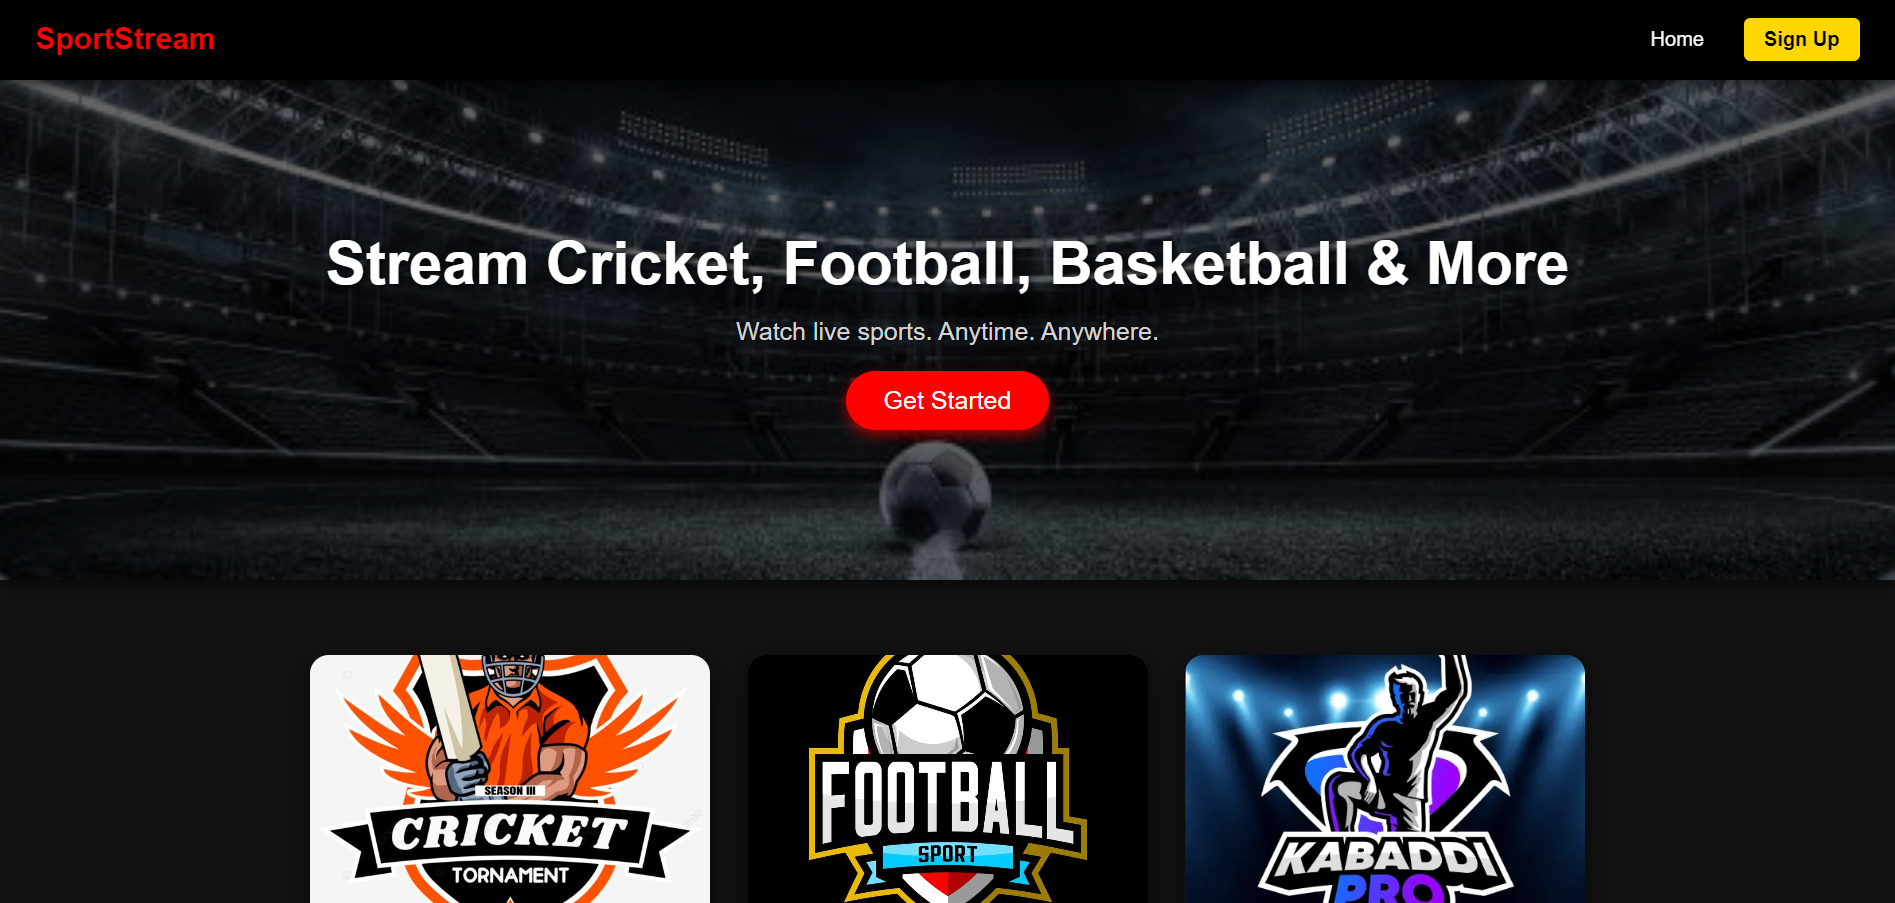 SportStream
Home
Sign Up
Stream Cricket, Football, Basketball & More
Watch live sports. Anytime. Anywhere.
Get Started
SEASON III
CRICKET
TORNAMENT
FOOTBALL
SPORT
KABADDI
PRO